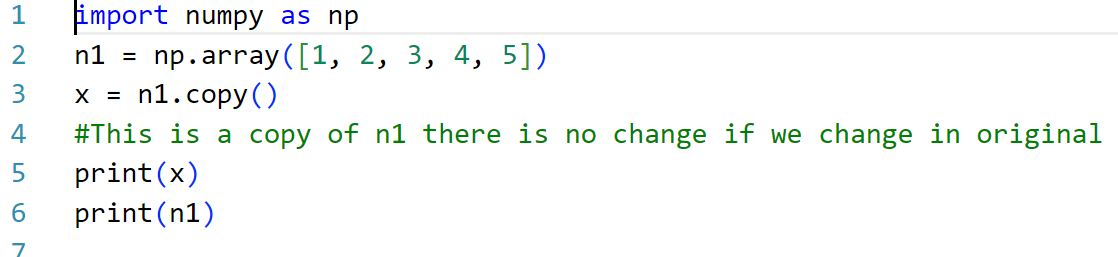 1 import numpy as np
2 n1 = np.array([1, 2, 3, 4, 5])
3 x = n1.copy()
4 #This is a copy of n1 there is no change if we change in original
5 print(x)
6 print(n1)
7